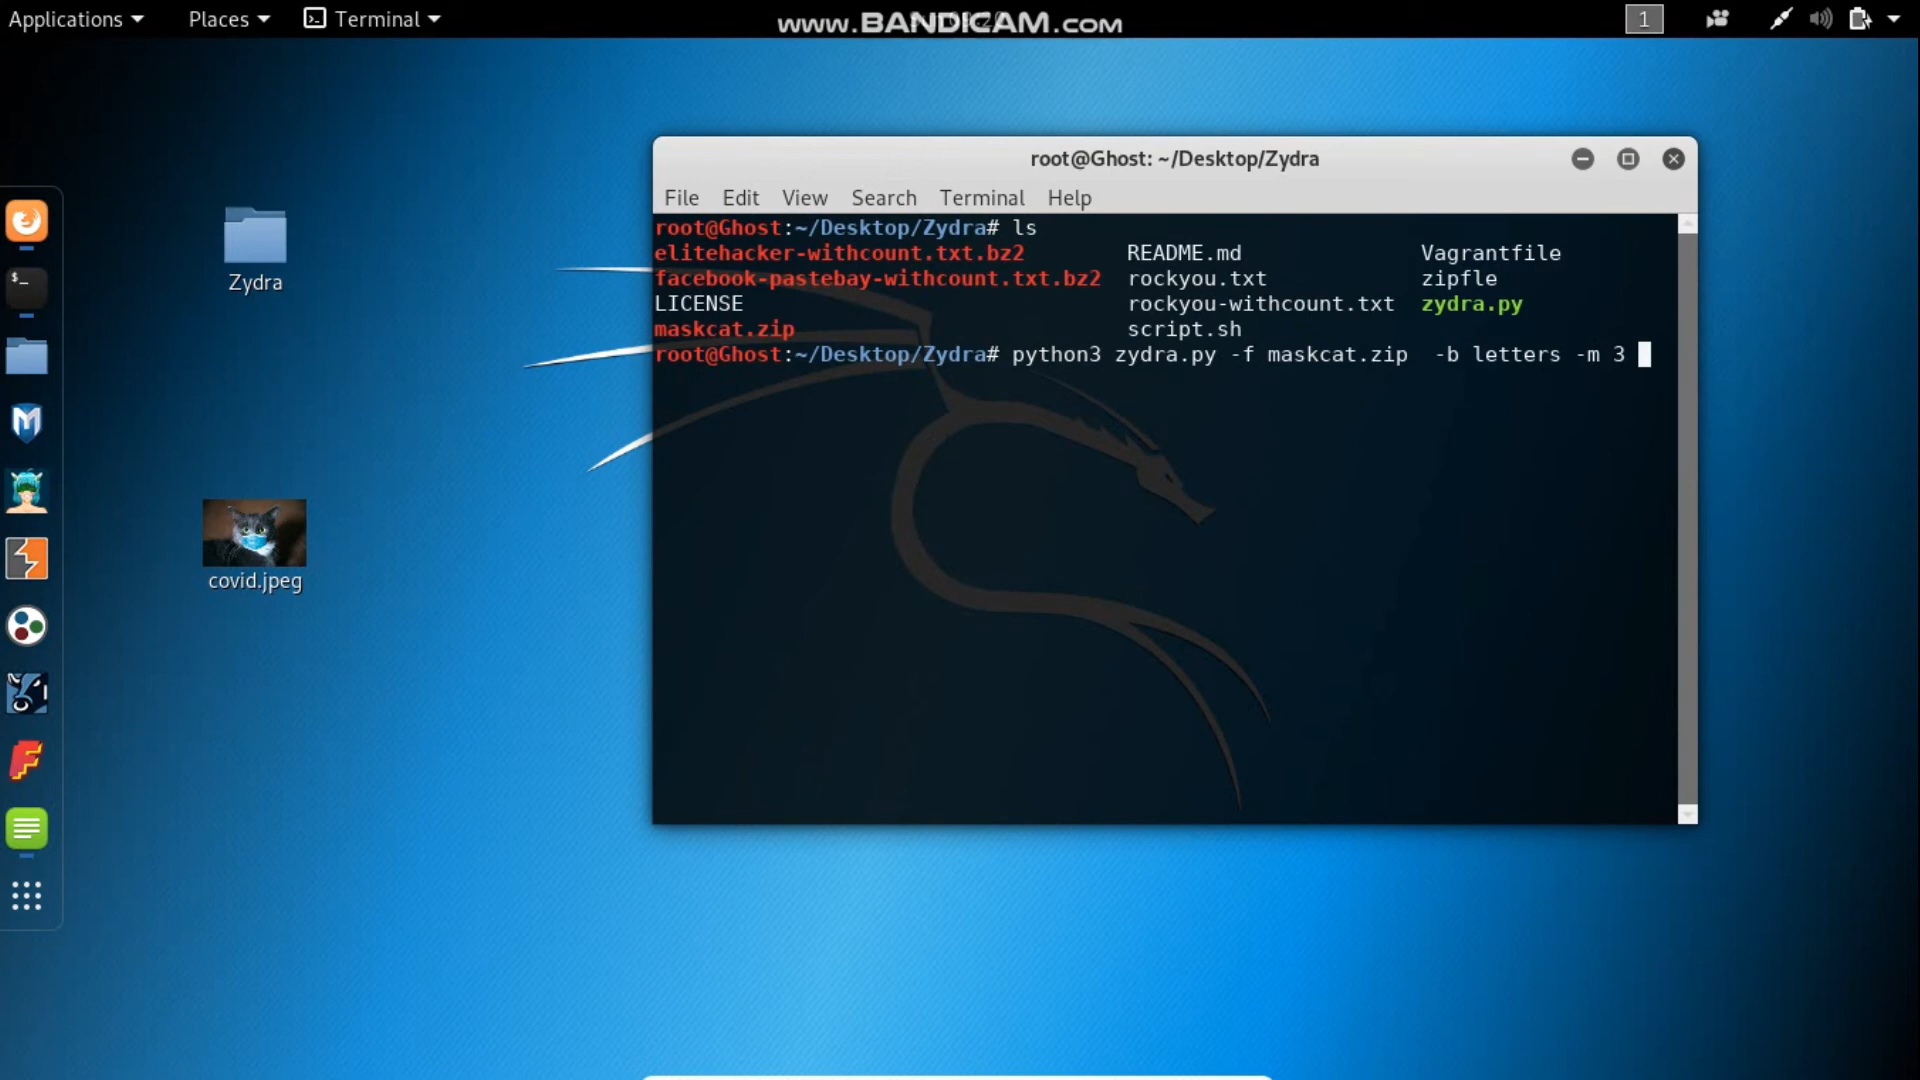 Applications Places Terminal www.BANDICAM.com 1
root@Ghost: ~/Desktop/Zydra
File Edit View Search Terminal Help
root@Ghost:~/Desktop/Zydra# ls
elitehacker-withcount.txt.bz2 README.md Vagrantfile
facebook-pastebay-withcount.txt.bz2 rockyou.txt zipfle
LICENSE rockyou-withcount.txt zydra.py
maskcat.zip script.sh
root@Ghost:~/Desktop/Zydra# python3 zydra.py -f maskcat.zip  -b letters -m 3
Zydra
covid.jpeg